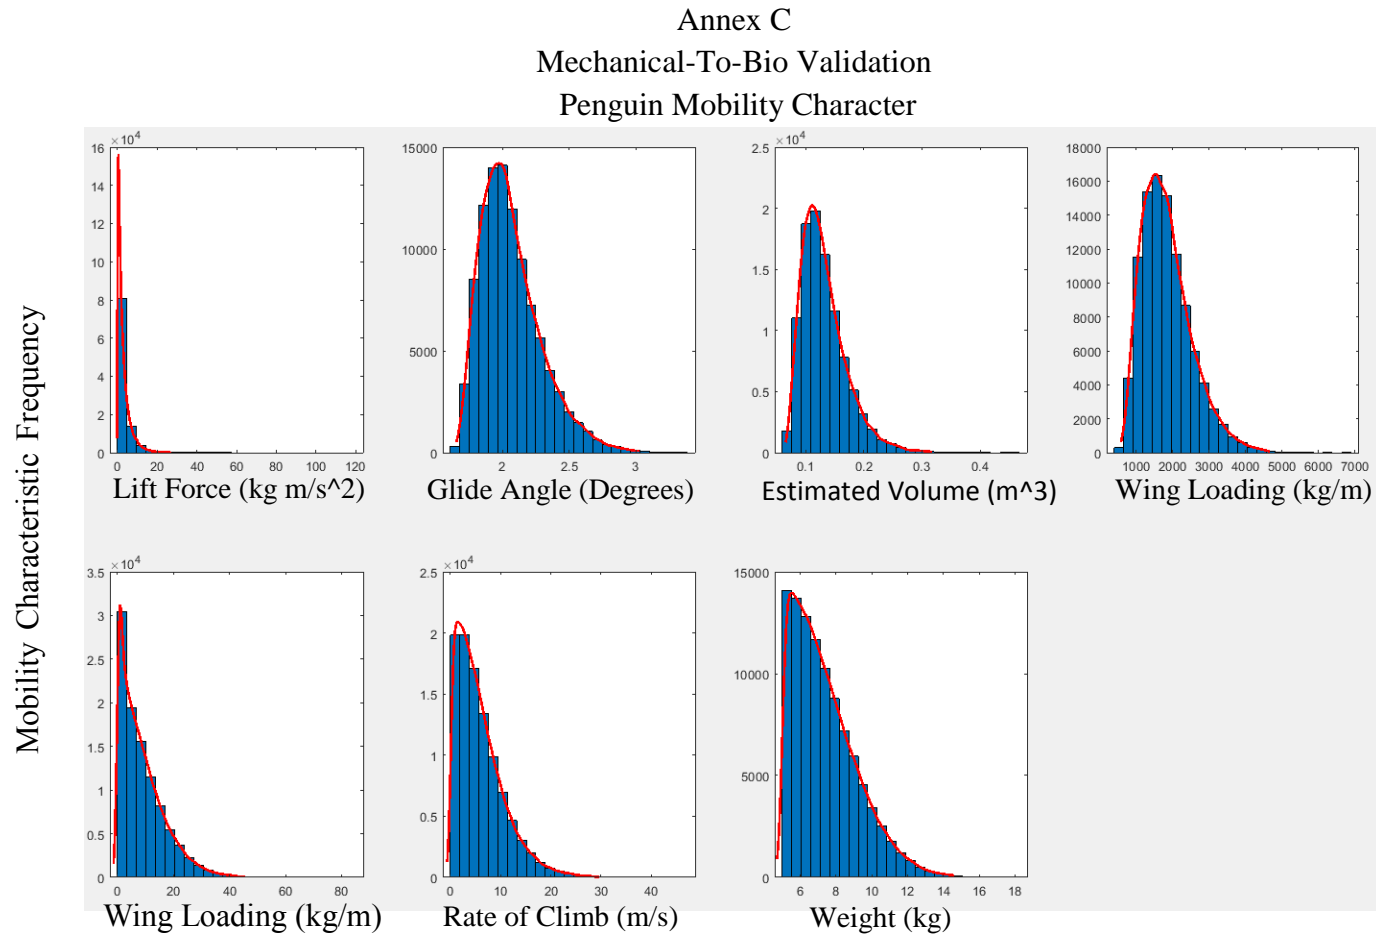 Annex C
Mechanical-To-Bio Validation
Penguin Mobility Character
Mobility Characteristic Frequency
×10^4
16
14
12
10
8
6
4
2
0
0 20 40 60 80 100 120
Lift Force (kg m/s^2)
15000
10000
5000
0
2 2.5 3
Glide Angle (Degrees)
×10^4
2.5
2
1.5
1
0.5
0
0.1 0.2 0.3 0.4
Estimated Volume (m^3)
18000
16000
14000
12000
10000
8000
6000
4000
2000
0
1000 2000 3000 4000 5000 6000 7000
Wing Loading (kg/m)
×10^4
3.5
3
2.5
2
1.5
1
0.5
0
0 20 40 60 80
Wing Loading (kg/m)
×10^4
2.5
2
1.5
1
0.5
0
0 10 20 30 40
Rate of Climb (m/s)
15000
10000
5000
0
6 8 10 12 14 16 18
Weight (kg)